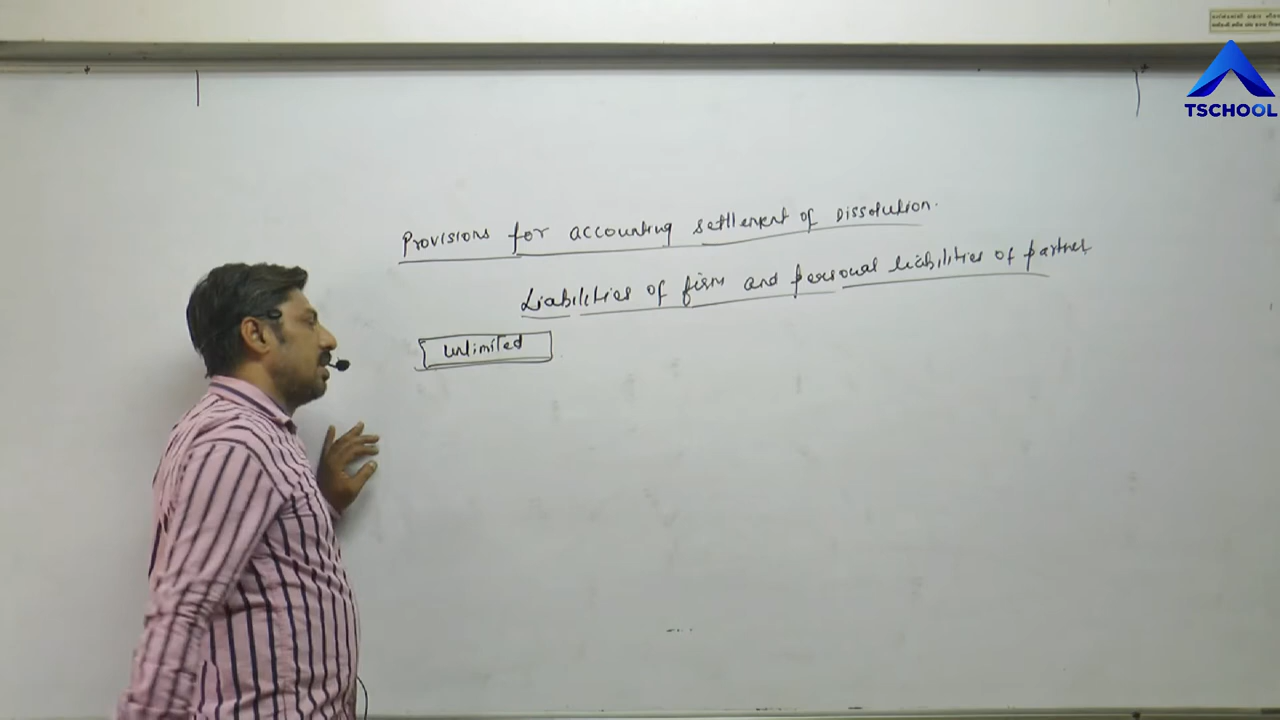 TSCHOOL
Provisions for accounting settlement of Dissolution.
Liabilities of firm and personal liabilities of partner
Unlimited